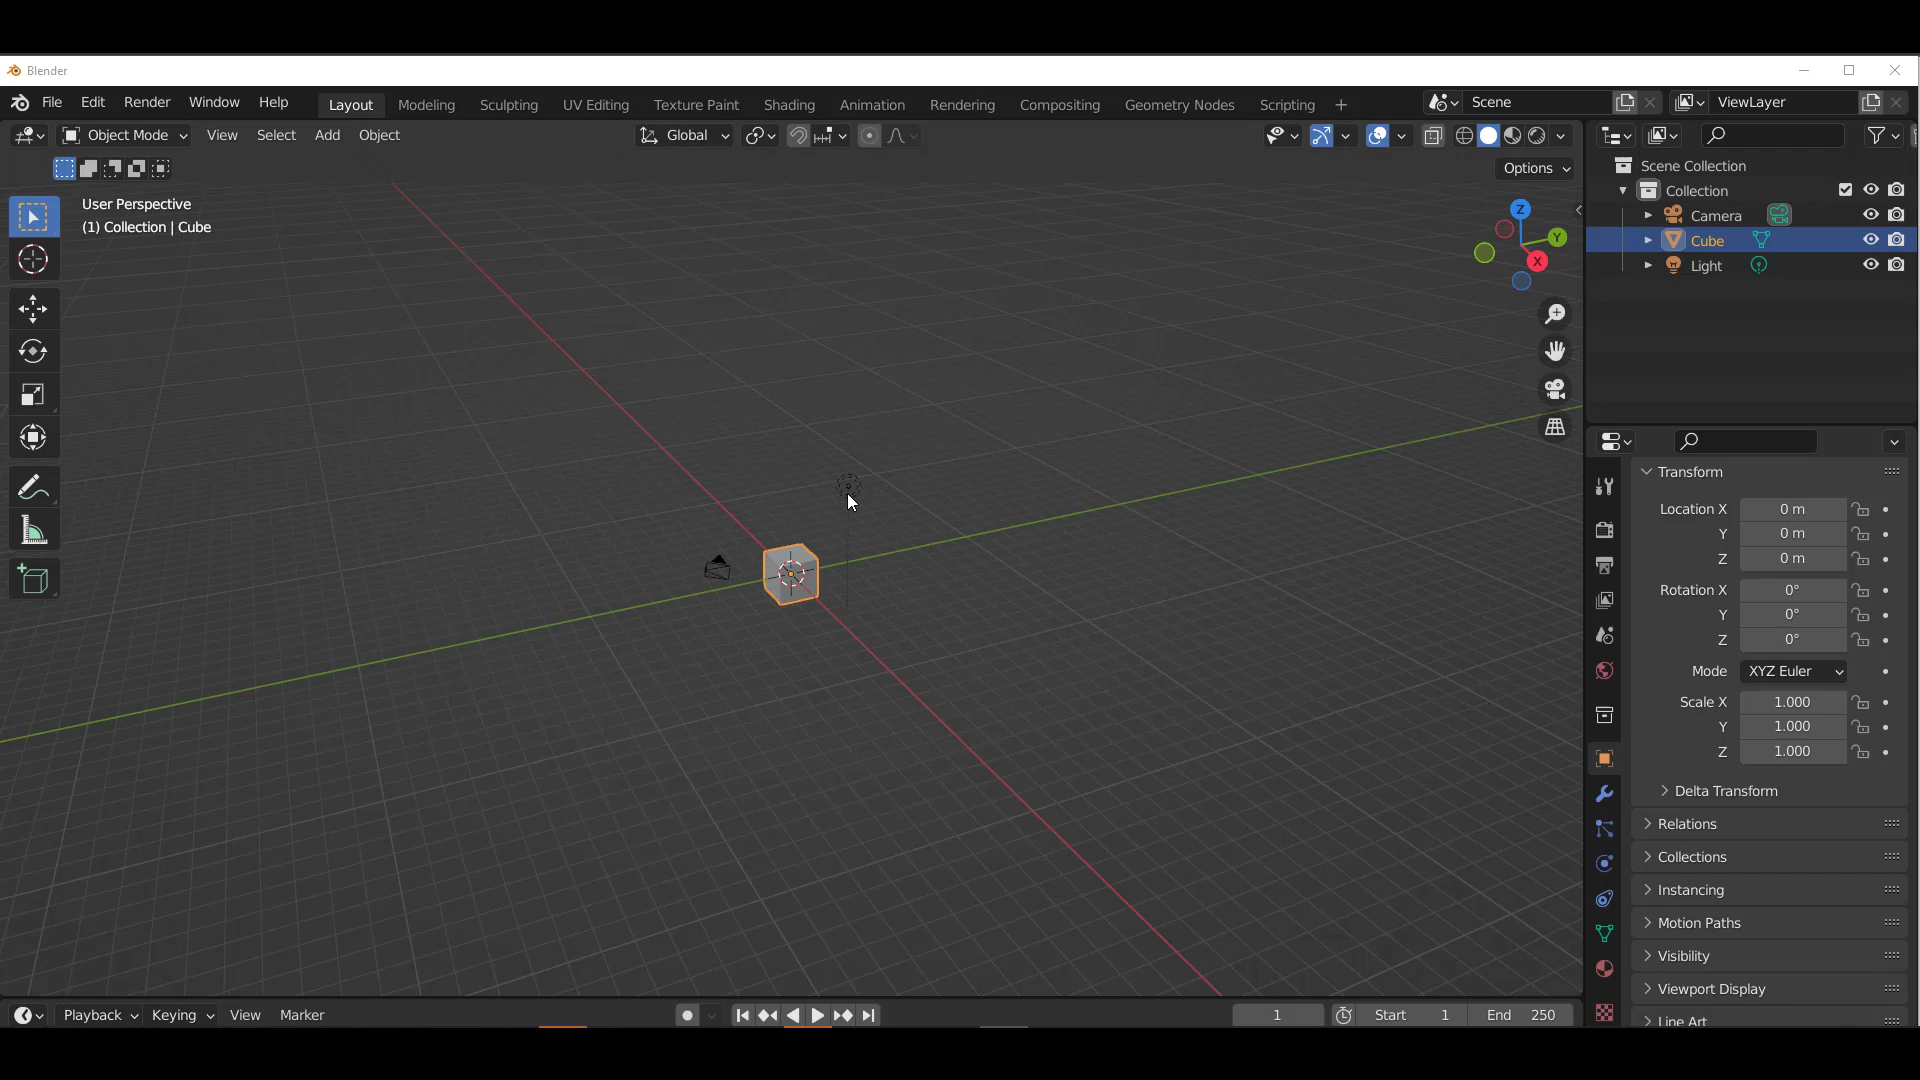 Blender
File Edit Render Window Help Layout Modeling Sculpting UV Editing Texture Paint Shading Animation Rendering Compositing Geometry Nodes Scripting + Scene ViewLayer
Object Mode View Select Add Object Global
Options
User Perspective
(1) Collection | Cube
Z
Y
X
Scene Collection
Collection
Camera
Cube
Light
Transform
Location X 0 m
Y 0 m
Z 0 m
Rotation X 0°
Y 0°
Z 0°
Mode XYZ Euler
Scale X 1.000
Y 1.000
Z 1.000
Delta Transform
Relations
Collections
Instancing
Motion Paths
Visibility
Viewport Display
Line Art
Playback Keying View Marker 1 Start 1 End 250